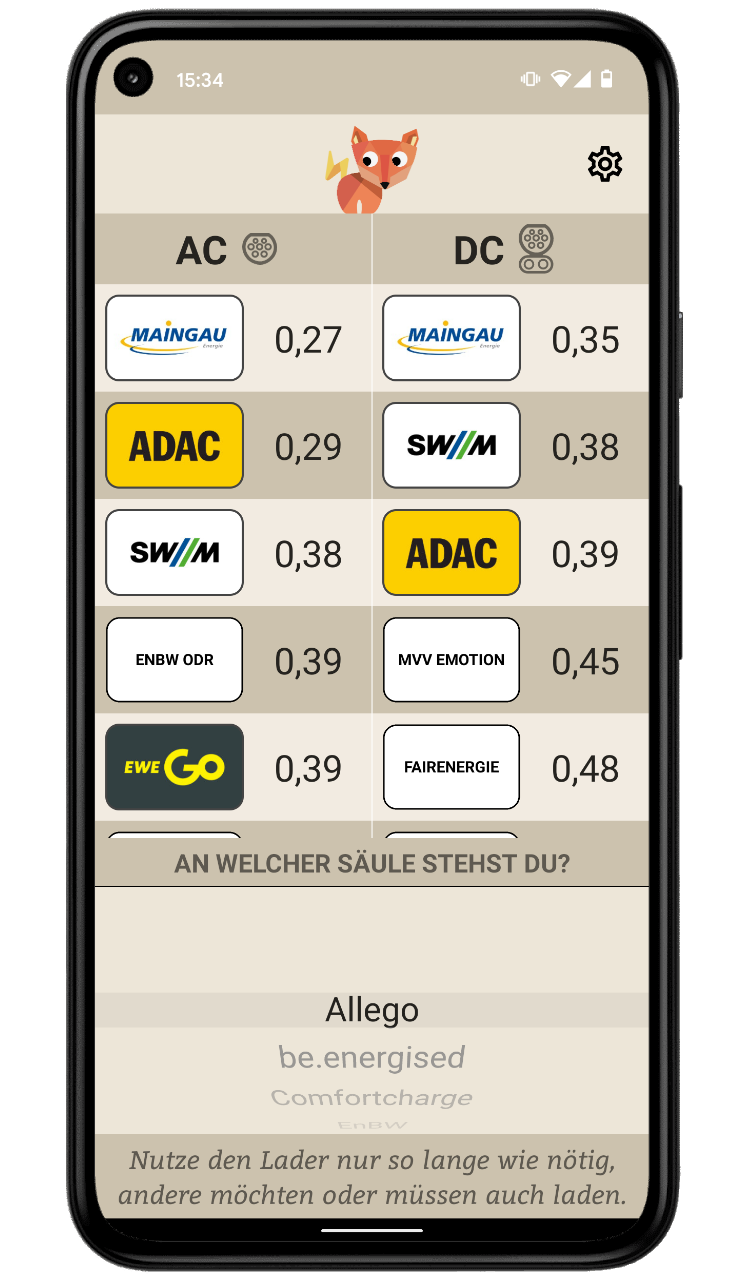 15:34
AC DC
MAINGAU Energie 0,27 MAINGAU Energie 0,35
ADAC 0,29 SW//M 0,38
SW//M 0,38 ADAC 0,39
ENBW ODR 0,39 MVV EMOTION 0,45
EWE Go 0,39 FAIRENERGIE 0,48
AN WELCHER SÄULE STEHST DU?
Allego
be.energised
Comfortcharge
EnBW
Nutze den Lader nur so lange wie nötig,
andere möchten oder müssen auch laden.